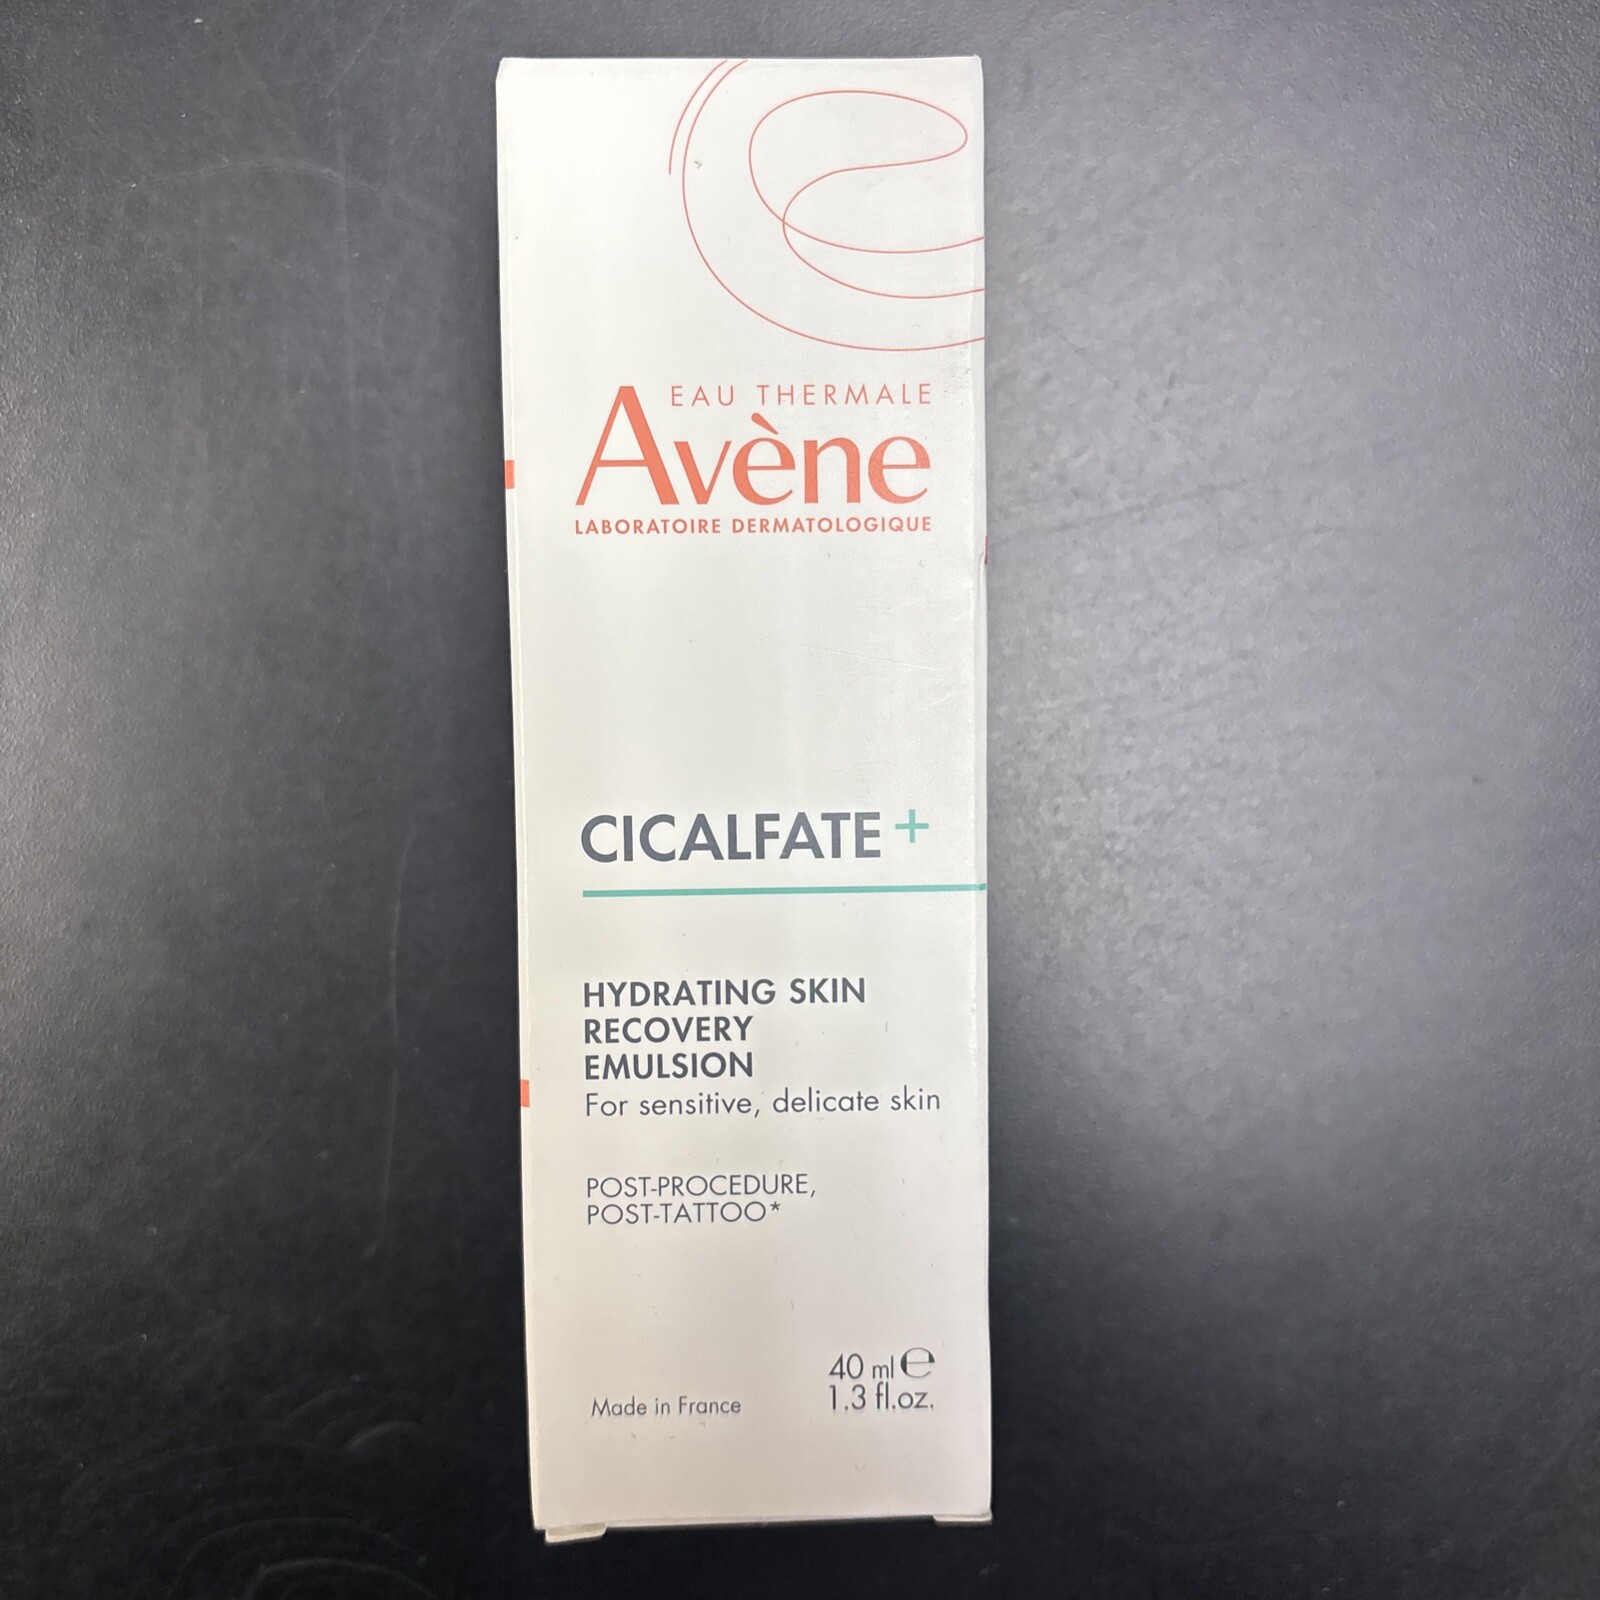 EAU THERMALE
Avène
LABORATOIRE DERMATOLOGIQUE
CICALFATE+
HYDRATING SKIN
RECOVERY
EMULSION
For sensitive, delicate skin
POST-PROCEDURE,
POST-TATTOO*
40 ml ℮
Made in France 1.3 fl.oz.